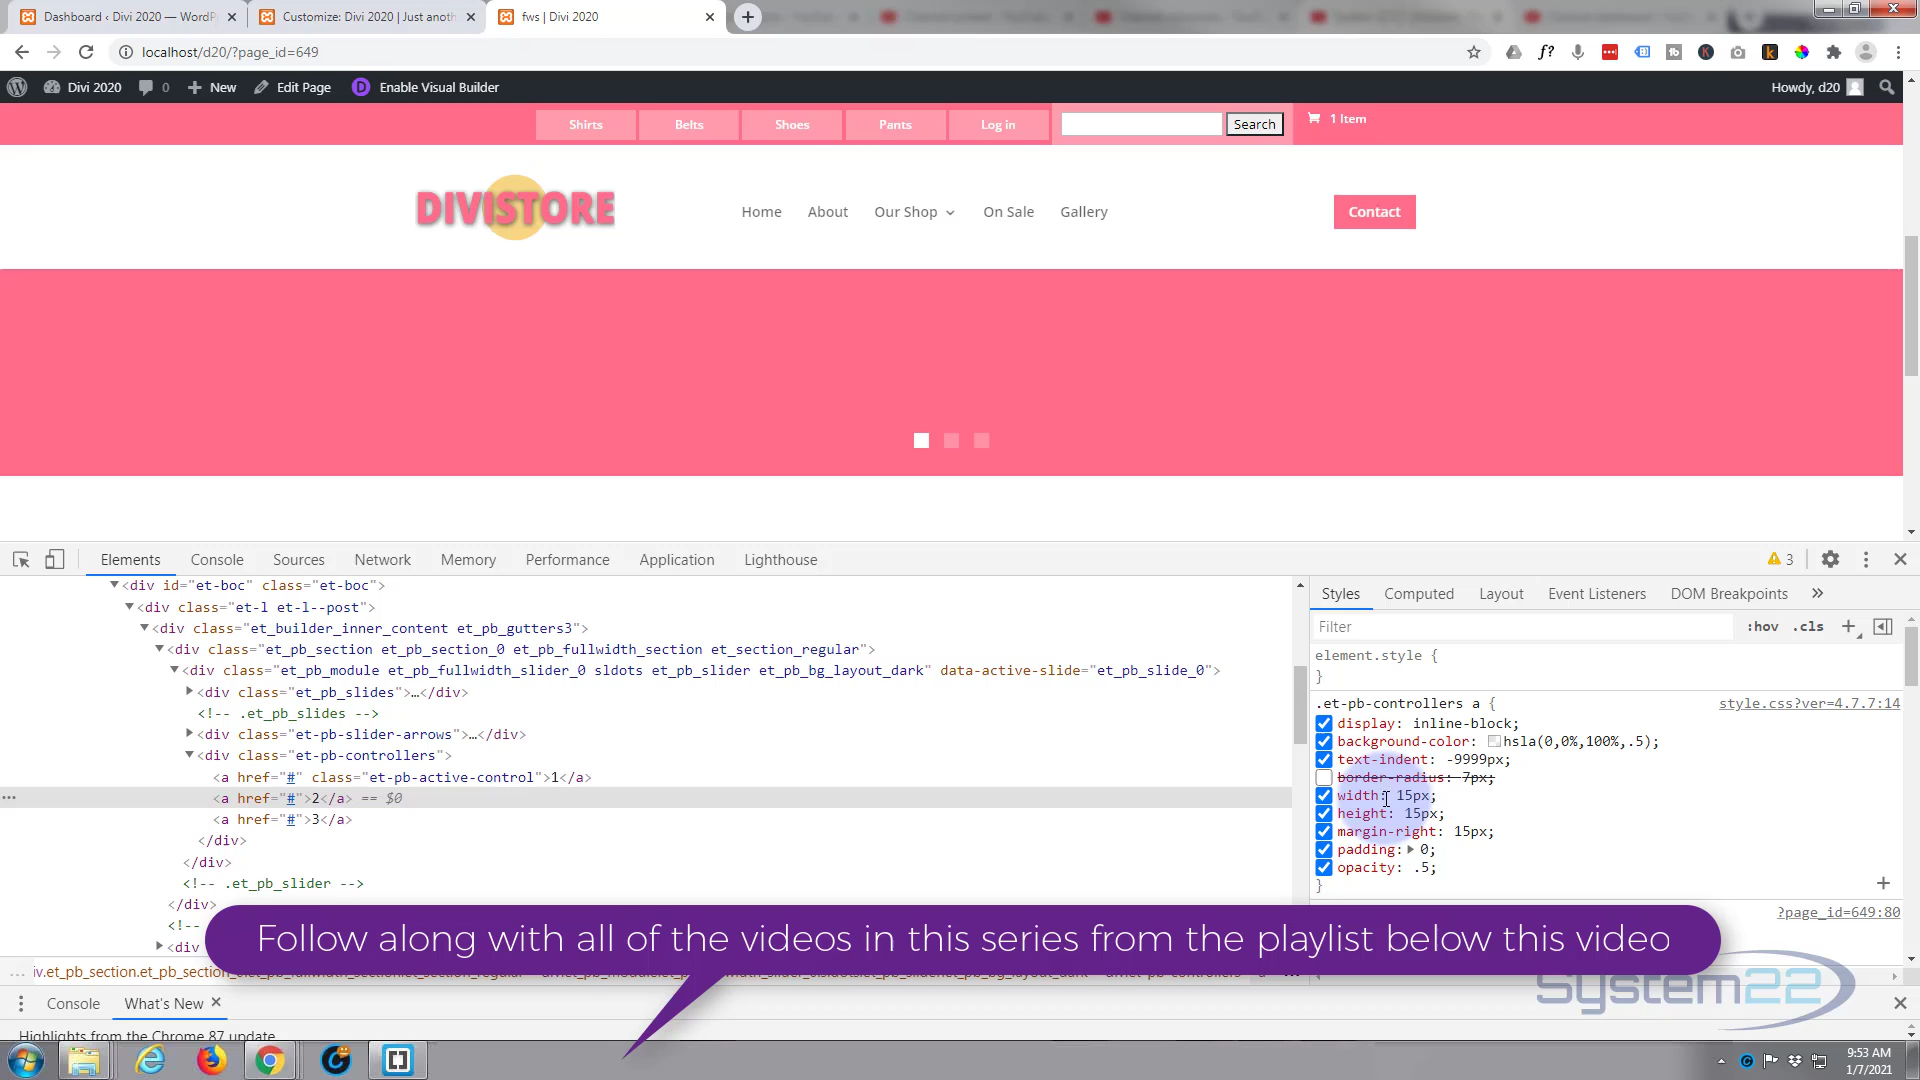 Dashboard ‹ Divi 2020 — WordP
Customize: Divi 2020 | Just anoth
fws | Divi 2020
localhost/d20/?page_id=649
Divi 2020
0
New
Edit Page
Enable Visual Builder
Howdy, d20
Shirts
Belts
Shoes
Pants
Log in
Search
1 Item
DIVISTORE
Home
About
Our Shop
On Sale
Gallery
Contact
Elements
Console
Sources
Network
Memory
Performance
Application
Lighthouse
3
<div id="et-boc" class="et-boc">
<div class="et-l et-l--post">
<div class="et_builder_inner_content et_pb_gutters3">
<div class="et_pb_section et_pb_section_0 et_pb_fullwidth_section et_section_regular">
<div class="et_pb_module et_pb_fullwidth_slider_0 sldots et_pb_slider et_pb_bg_layout_dark" data-active-slide="et_pb_slide_0">
<div class="et_pb_slides">…</div>
<!-- .et_pb_slides -->
<div class="et-pb-slider-arrows">…</div>
<div class="et-pb-controllers">
<a href="#" class="et-pb-active-control">1</a>
<a href="#">2</a> == $0
<a href="#">3</a>
</div>
</div>
<!-- .et_pb_slider -->
</div>
<!--
<div
Styles
Computed
Layout
Event Listeners
DOM Breakpoints
Filter
:hov
.cls
element.style {
}
.et-pb-controllers a {
style.css?ver=4.7.7:14
display: inline-block;
background-color: hsla(0,0%,100%,.5);
text-indent: -9999px;
border-radius: 7px;
width: 15px;
height: 15px;
margin-right: 15px;
padding: 0;
opacity: .5;
}
?page_id=649:80
Follow along with all of the videos in this series from the playlist below this video
System22
Console
What's New
Highlights from the Chrome 87 update
9:53 AM
1/7/2021